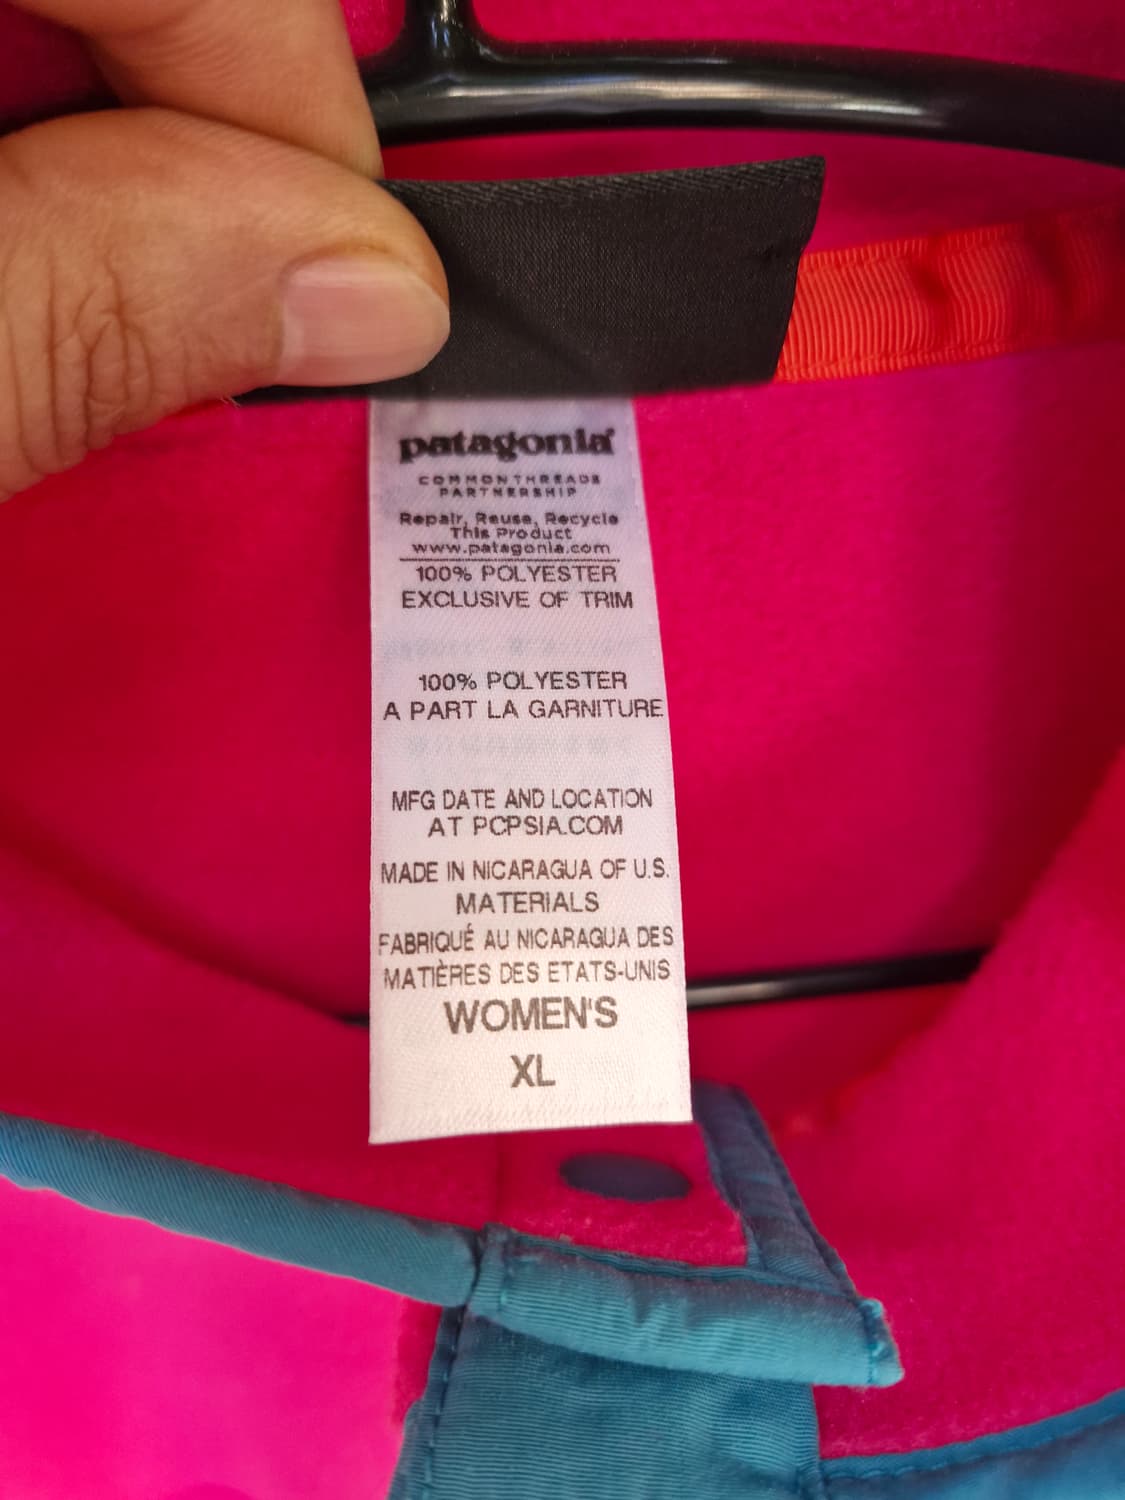 patagonia®
COMMON THREADS
PARTNERSHIP
Repair, Reuse, Recycle
This Product
www.patagonia.com
100% POLYESTER
EXCLUSIVE OF TRIM
100% POLYESTER
A PART LA GARNITURE
MFG DATE AND LOCATION
AT PCPSIA.COM
MADE IN NICARAGUA OF U.S.
MATERIALS
FABRIQUÉ AU NICARAGUA DES
MATIÈRES DES ETATS-UNIS
WOMEN'S
XL